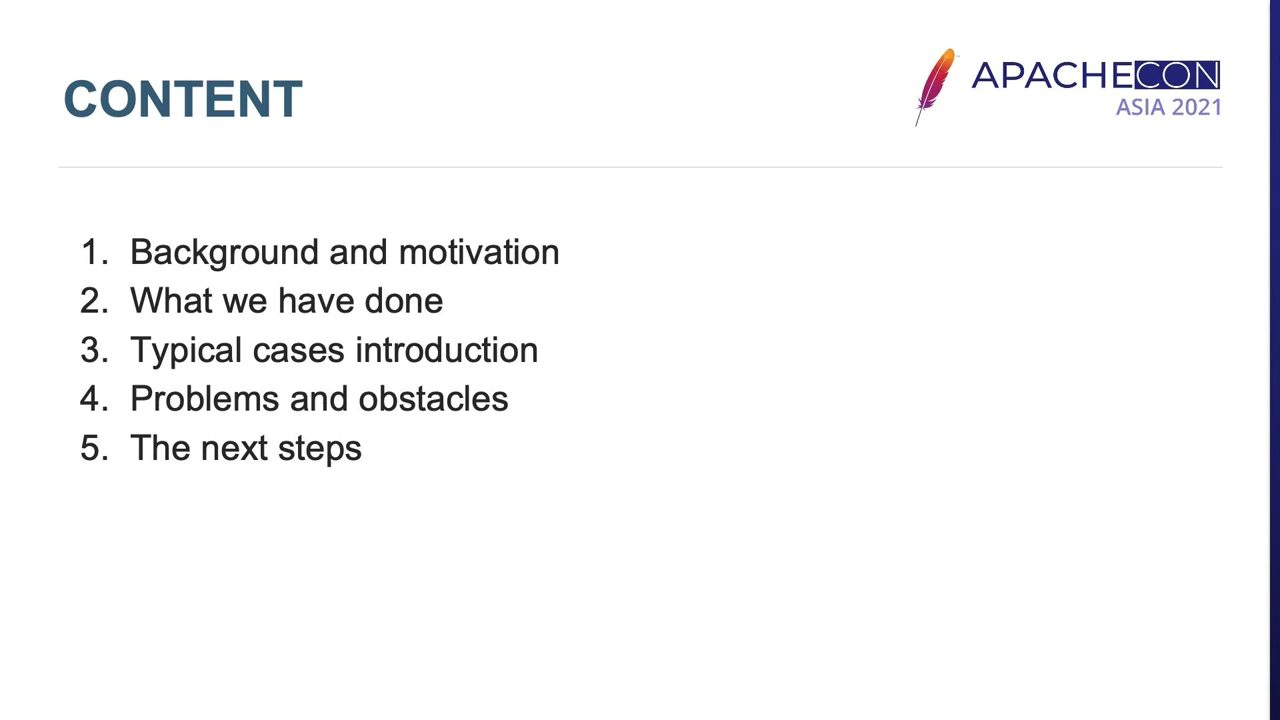 CONTENT
APACHECON
ASIA 2021
1. Background and motivation
2. What we have done
3. Typical cases introduction
4. Problems and obstacles
5. The next steps